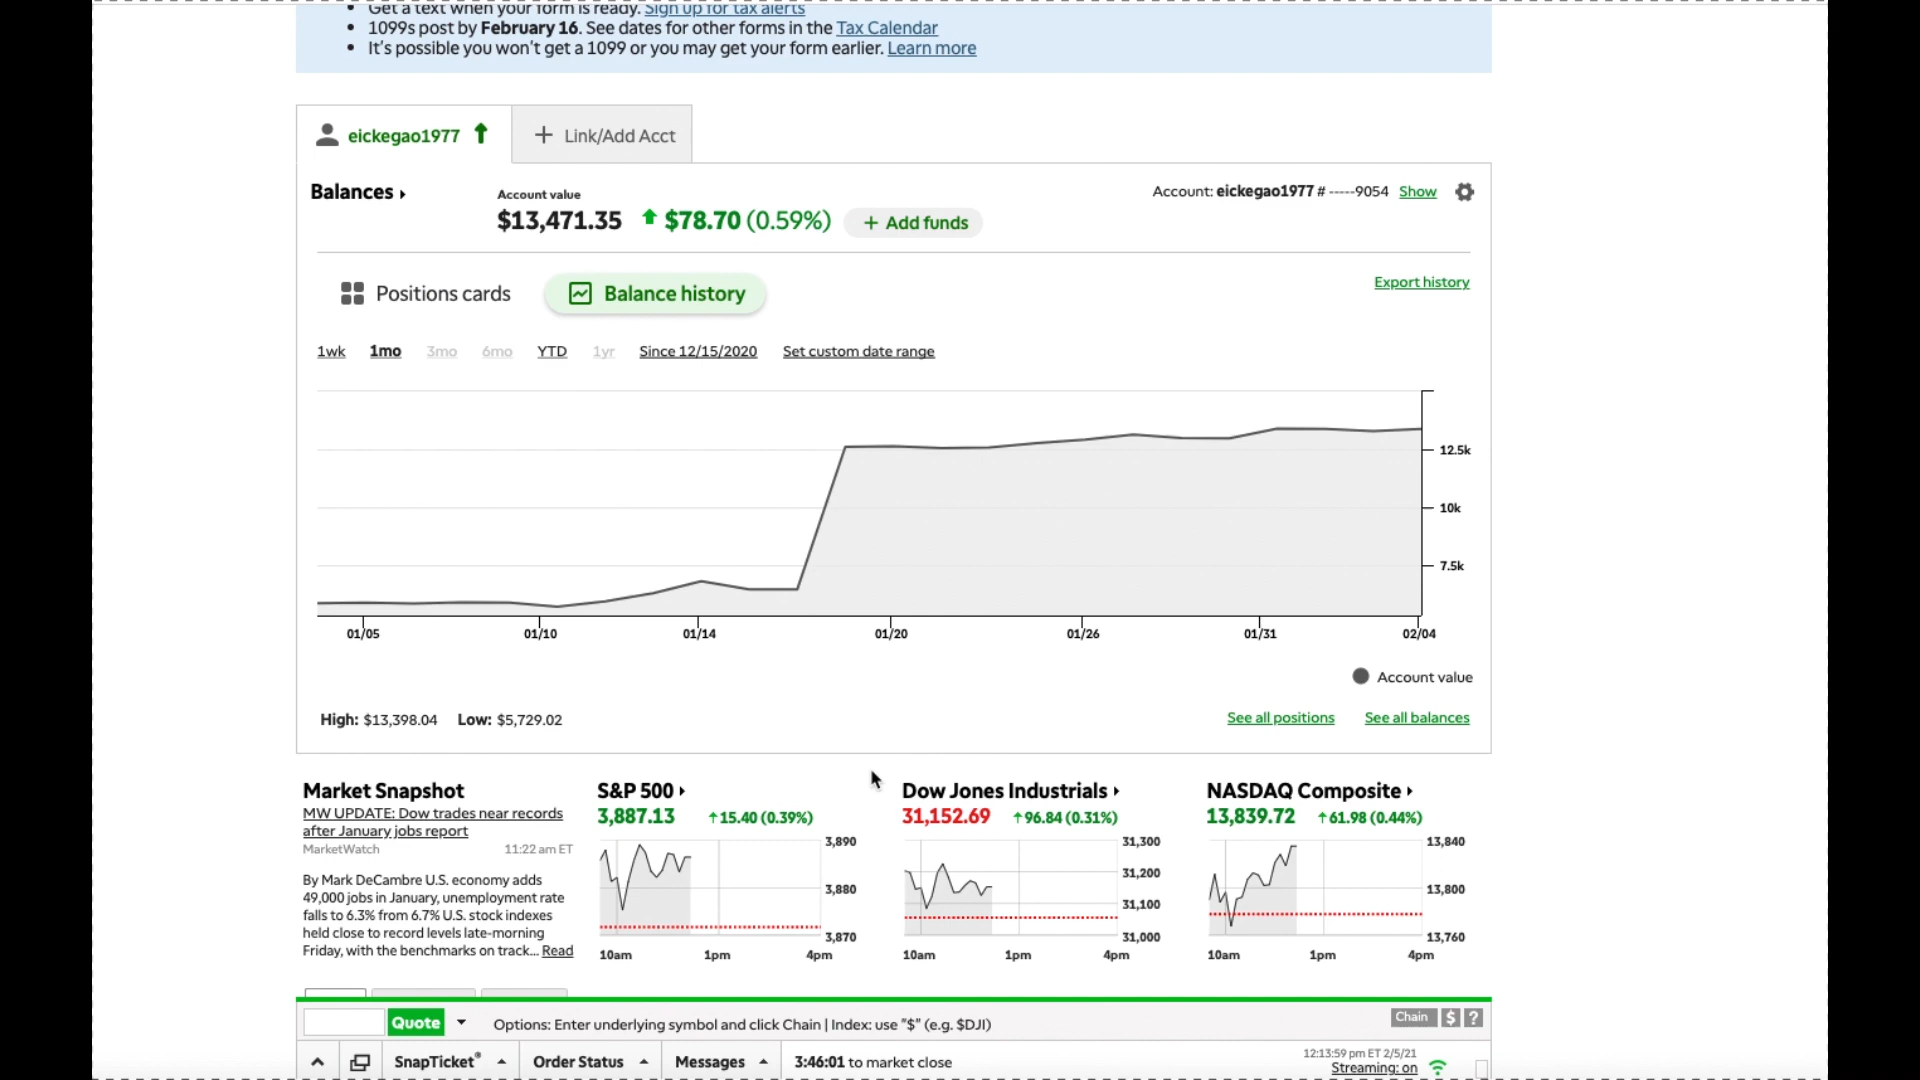 Get a text when your form is ready. Sign up for tax alerts
• 1099s post by February 16. See dates for other forms in the Tax Calendar
• It's possible you won't get a 1099 or you may get your form earlier. Learn more
eickegao1977
+ Link/Add Acct
Balances
Account value
$13,471.35 $78.70 (0.59%) + Add funds
Account: eickegao1977 # -----9054 Show
Positions cards
Balance history
Export history
1wk 1mo 3mo 6mo YTD 1yr Since 12/15/2020 Set custom date range
12.5k
10k
7.5k
01/05 01/10 01/14 01/20 01/26 01/31 02/04
Account value
High: $13,398.04 Low: $5,729.02
See all positions See all balances
Market Snapshot
MW UPDATE: Dow trades near records
after January jobs report
MarketWatch 11:22 am ET
By Mark DeCambre U.S. economy adds
49,000 jobs in January, unemployment rate
falls to 6.3% from 6.7% U.S. stock indexes
held close to record levels late-morning
Friday, with the benchmarks on track... Read
S&P 500
3,887.13 15.40 (0.39%)
3,890
3,880
3,870
10am 1pm 4pm
Dow Jones Industrials
31,152.69 96.84 (0.31%)
31,300
31,200
31,100
31,000
10am 1pm 4pm
NASDAQ Composite
13,839.72 61.98 (0.44%)
13,840
13,800
13,760
10am 1pm 4pm
Quote
Options: Enter underlying symbol and click Chain | Index: use "$" (e.g. $DJI)
Chain $ ?
SnapTicket® Order Status Messages 3:46:01 to market close
12:13:59 pm ET 2/5/21
Streaming: on